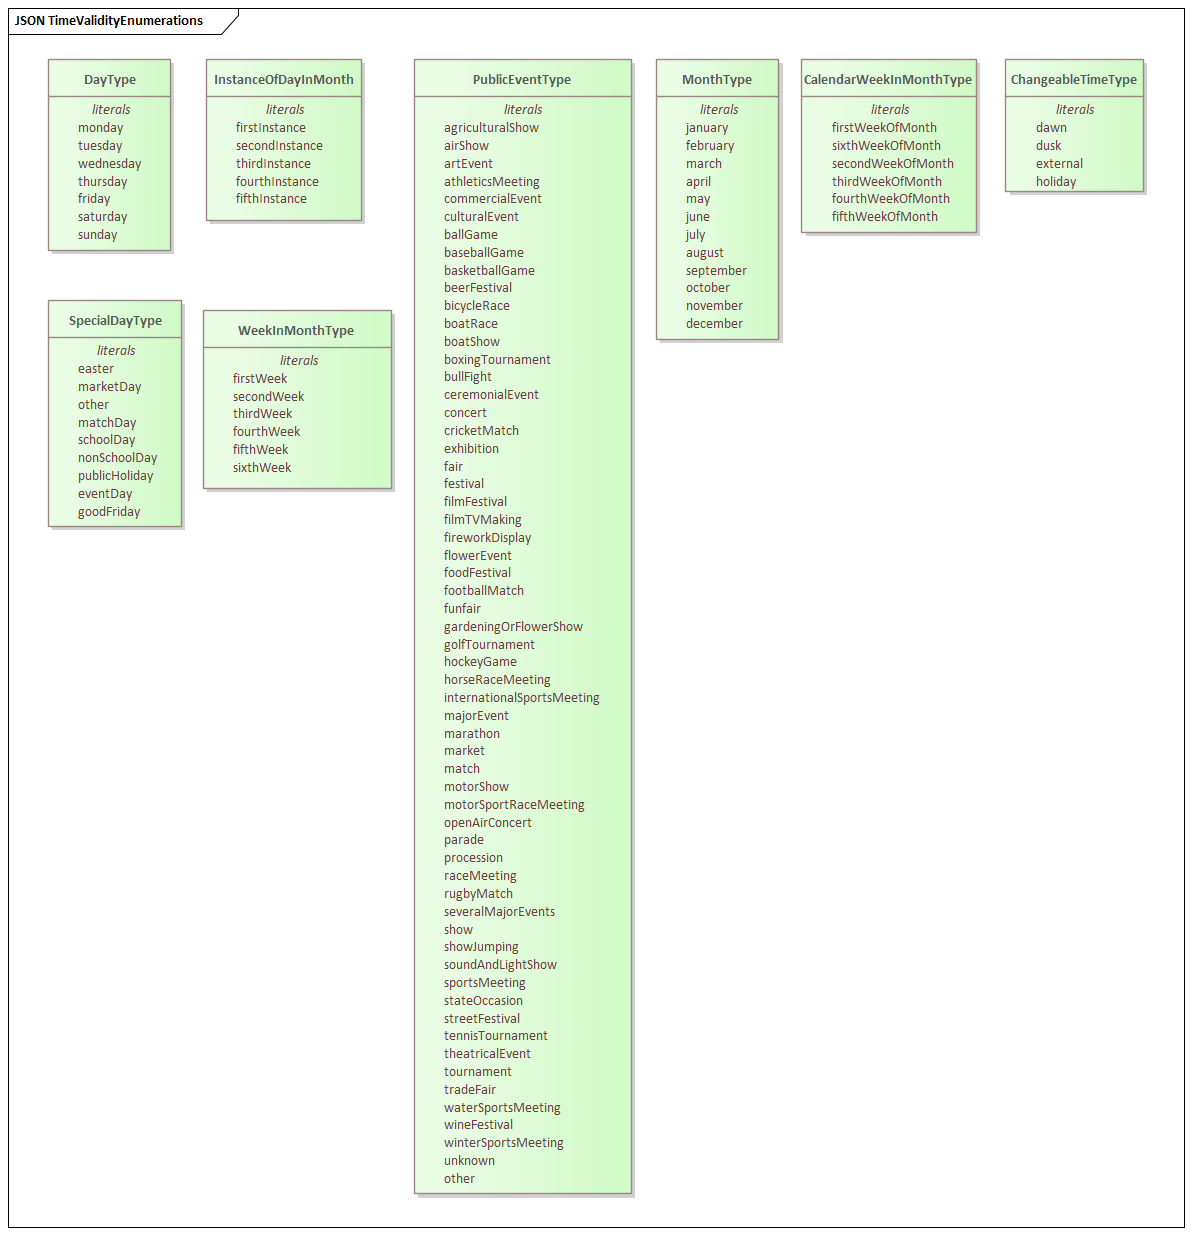 JSON TimeValidityEnumerations
DayType
literals
monday
tuesday
wednesday
thursday
friday
saturday
sunday
InstanceOfDayInMonth
literals
firstInstance
secondInstance
thirdInstance
fourthInstance
fifthInstance
PublicEventType
literals
agriculturalShow
airShow
artEvent
athleticsMeeting
commercialEvent
culturalEvent
ballGame
baseballGame
basketballGame
beerFestival
bicycleRace
boatRace
boatShow
boxingTournament
bullFight
ceremonialEvent
concert
cricketMatch
exhibition
fair
festival
filmFestival
filmTVMaking
fireworkDisplay
flowerEvent
foodFestival
footballMatch
funfair
gardeningOrFlowerShow
golfTournament
hockeyGame
horseRaceMeeting
internationalSportsMeeting
majorEvent
marathon
market
match
motorShow
motorSportRaceMeeting
openAirConcert
parade
procession
raceMeeting
rugbyMatch
severalMajorEvents
show
showJumping
soundAndLightShow
sportsMeeting
stateOccasion
streetFestival
tennisTournament
theatricalEvent
tournament
tradeFair
waterSportsMeeting
wineFestival
winterSportsMeeting
unknown
other
MonthType
literals
january
february
march
april
may
june
july
august
september
october
november
december
CalendarWeekInMonthType
literals
firstWeekOfMonth
sixthWeekOfMonth
secondWeekOfMonth
thirdWeekOfMonth
fourthWeekOfMonth
fifthWeekOfMonth
ChangeableTimeType
literals
dawn
dusk
external
holiday
SpecialDayType
literals
easter
marketDay
other
matchDay
schoolDay
nonSchoolDay
publicHoliday
eventDay
goodFriday
WeekInMonthType
literals
firstWeek
secondWeek
thirdWeek
fourthWeek
fifthWeek
sixthWeek